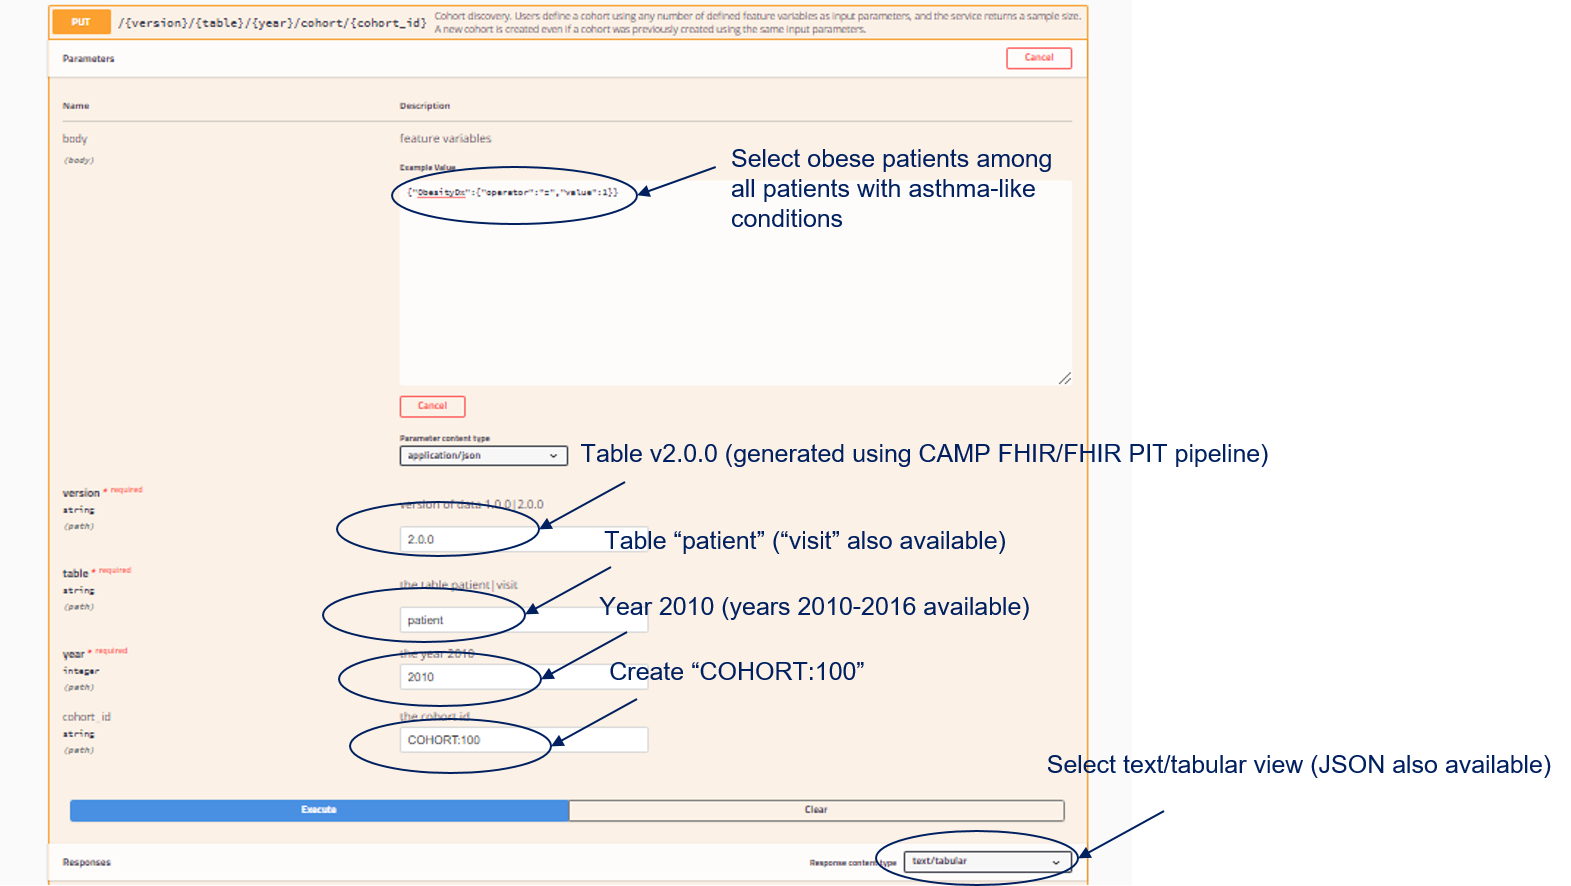 PUT /{version}/{table}/{year}/cohort/{cohort_id} Cohort discovery. Users define a cohort using any number of defined feature variables as input parameters, and the service returns a sample size.
A new cohort is created even if a cohort was previously created using the same input parameters.
Parameters
Cancel
Name
Description
body
(body)
feature variables
Example Value
{"ObesityDx":{"operator":"=","value":1}}
Select obese patients among
all patients with asthma-like
conditions
Cancel
Parameter content type
application/json
Table v2.0.0 (generated using CAMP FHIR/FHIR PIT pipeline)
version * required
string
(path)
version of data 1.0.0|2.0.0
2.0.0
Table “patient” (“visit” also available)
table * required
string
(path)
the table patient|visit
patient
Year 2010 (years 2010-2016 available)
year * required
integer
(path)
the year 2010
2010
Create “COHORT:100”
cohort_id
string
(path)
the cohort id
COHORT:100
Select text/tabular view (JSON also available)
Execute
Clear
Responses
Response content type
text/tabular